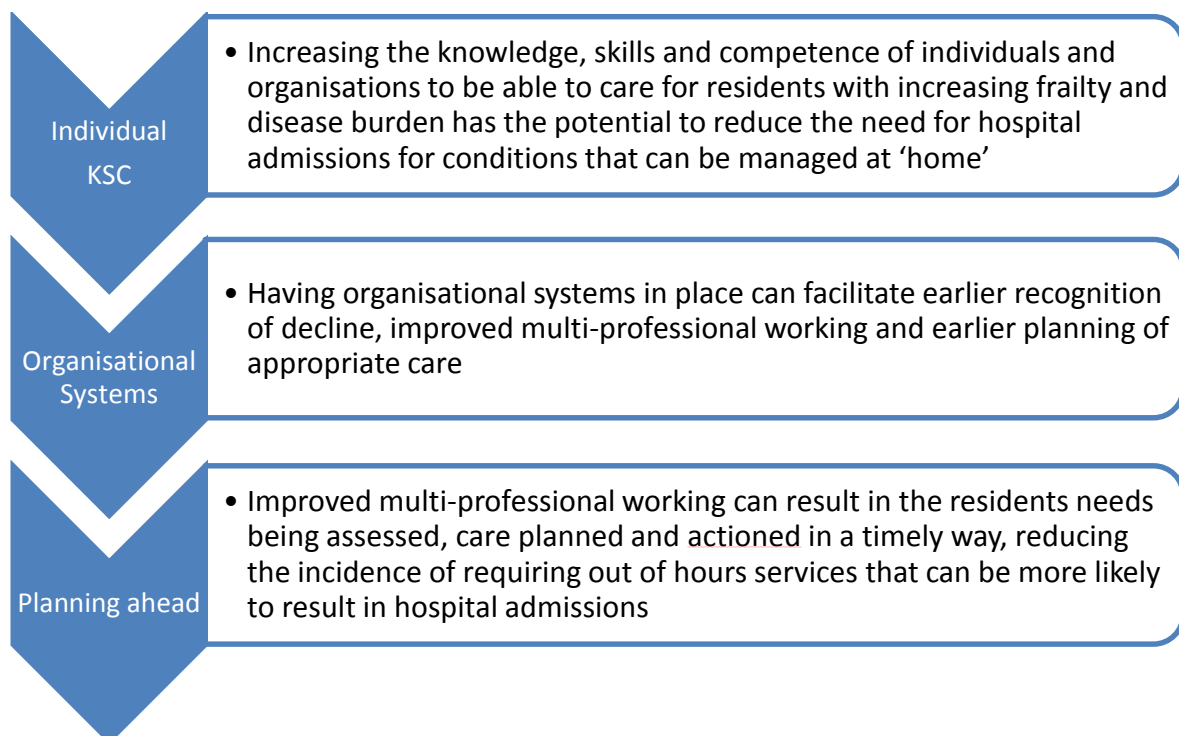 Individual
KSC
• Increasing the knowledge, skills and competence of individuals and
organisations to be able to care for residents with increasing frailty and
disease burden has the potential to reduce the need for hospital
admissions for conditions that can be managed at ‘home’
Organisational
Systems
• Having organisational systems in place can facilitate earlier recognition
of decline, improved multi-professional working and earlier planning of
appropriate care
Planning ahead
• Improved multi-professional working can result in the residents needs
being assessed, care planned and actioned in a timely way, reducing
the incidence of requiring out of hours services that can be more likely
to result in hospital admissions